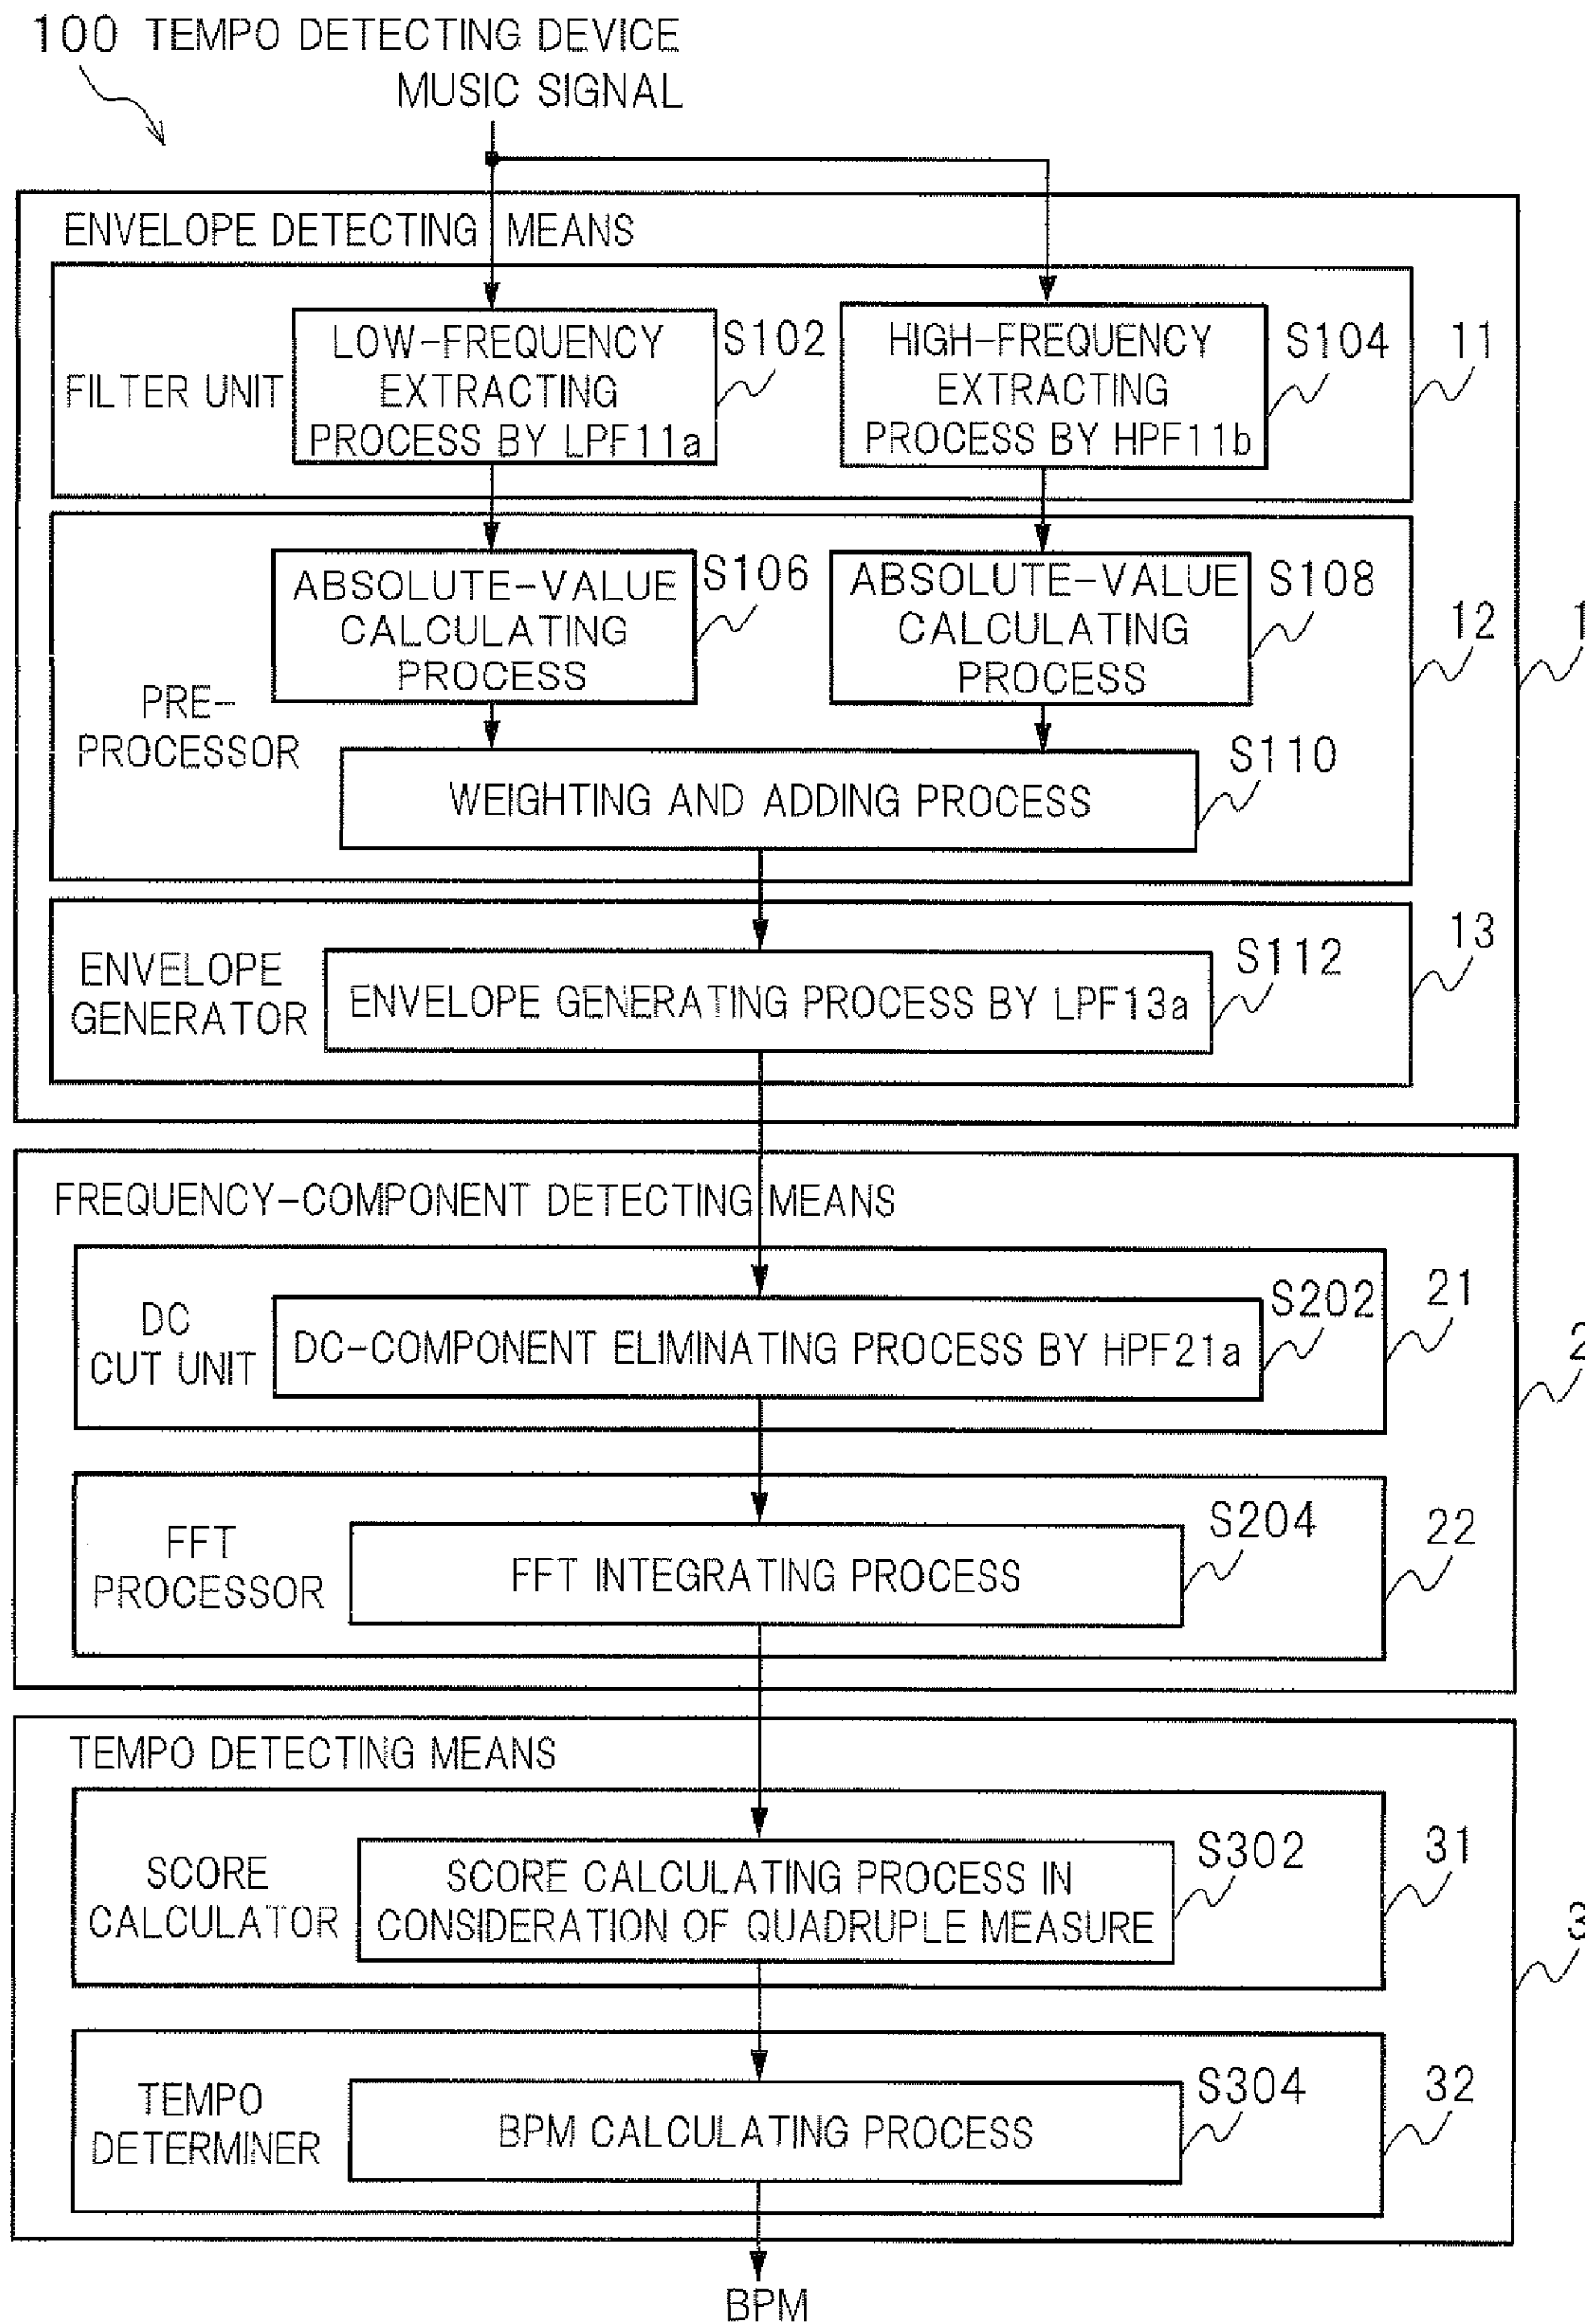 100 TEMPO DETECTING DEVICE
MUSIC SIGNAL
ENVELOPE DETECTING MEANS
FILTER UNIT
LOW-FREQUENCY
EXTRACTING
PROCESS BY LPF11a
S102
HIGH-FREQUENCY
EXTRACTING
PROCESS BY HPF11b
S104
11
PRE-
PROCESSOR
ABSOLUTE-VALUE
CALCULATING
PROCESS
S106
ABSOLUTE-VALUE
CALCULATING
PROCESS
S108
12
1
WEIGHTING AND ADDING PROCESS
S110
ENVELOPE
GENERATOR
ENVELOPE GENERATING PROCESS BY LPF13a
S112
13
FREQUENCY-COMPONENT DETECTING MEANS
DC
CUT UNIT
DC-COMPONENT ELIMINATING PROCESS BY HPF21a
S202
21
2
FFT
PROCESSOR
FFT INTEGRATING PROCESS
S204
22
TEMPO DETECTING MEANS
SCORE
CALCULATOR
SCORE CALCULATING PROCESS IN
CONSIDERATION OF QUADRUPLE MEASURE
S302
31
3
TEMPO
DETERMINER
BPM CALCULATING PROCESS
S304
32
BPM